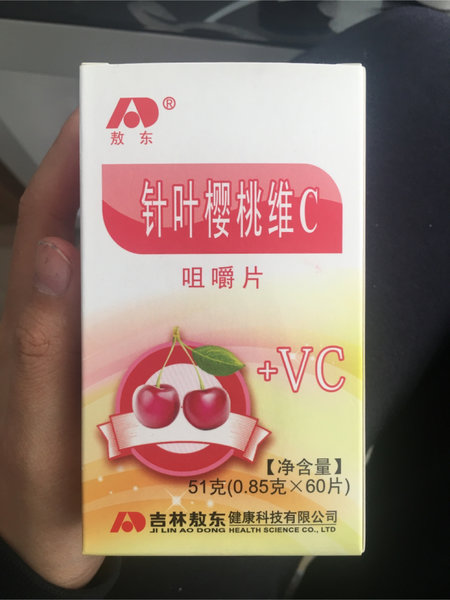 ®
敖东
针叶樱桃维C
咀嚼片
+VC
【净含量】
51克(0.85克×60片)
吉林敖东健康科技有限公司
JI LIN AO DONG HEALTH SCIENCE CO., LTD